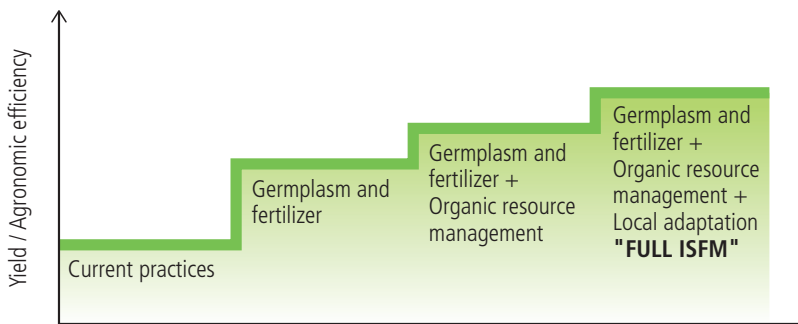 Yield / Agronomic efficiency
Current practices
Germplasm and
fertilizer
Germplasm and
fertilizer +
Organic resource
management
Germplasm and
fertilizer +
Organic resource
management +
Local adaptation
"FULL ISFM"